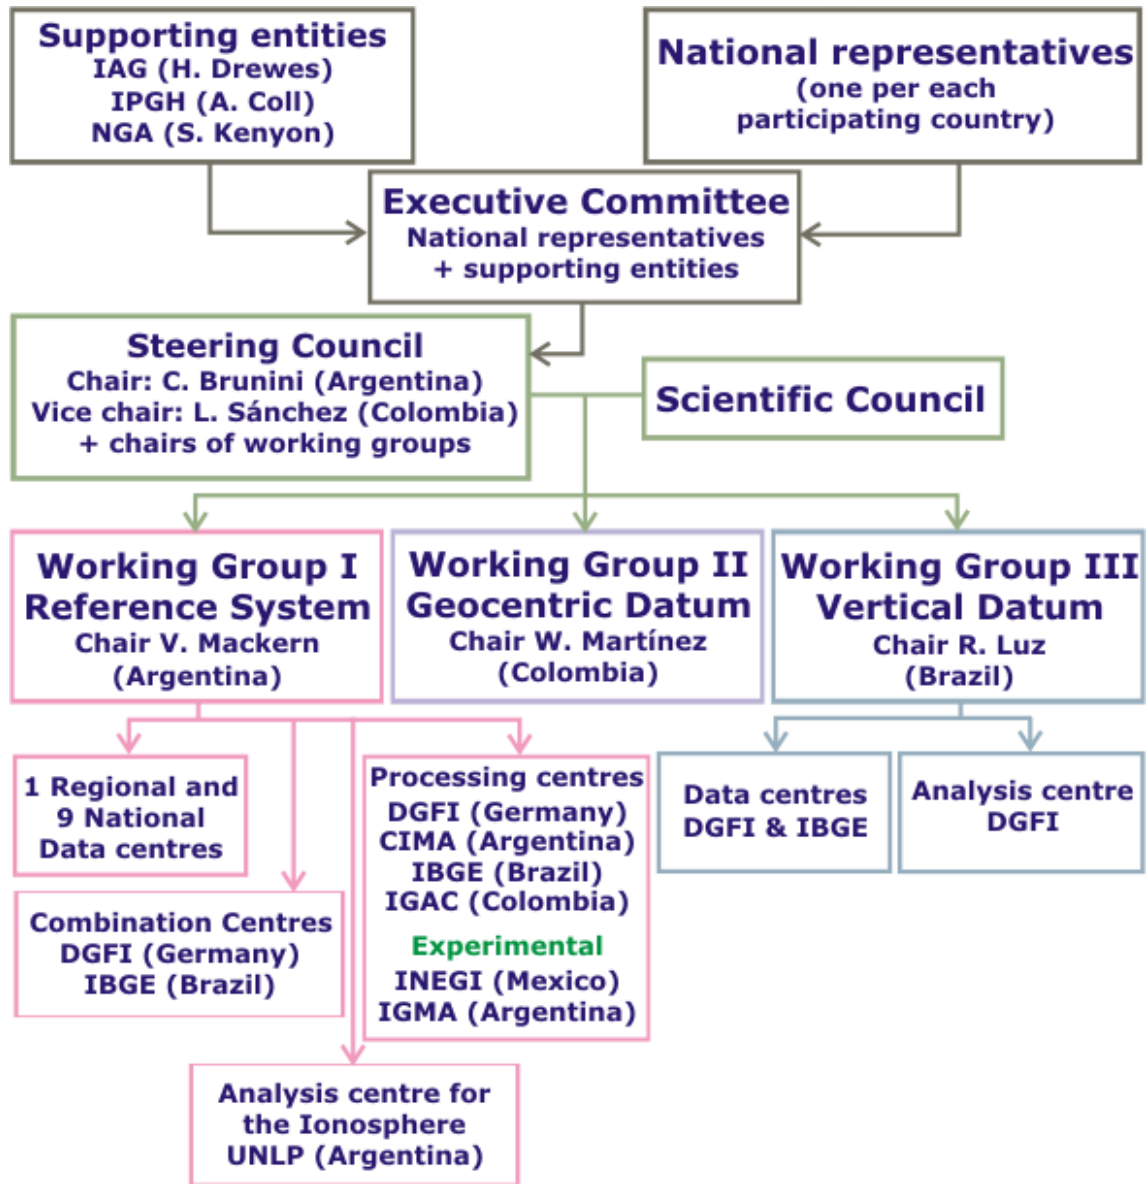 Supporting entities
IAG (H. Drewes)
IPGH (A. Coll)
NGA (S. Kenyon)
National representatives
(one per each
participating country)
Executive Committee
National representatives
+ supporting entities
Steering Council
Chair: C. Brunini (Argentina)
Vice chair: L. Sánchez (Colombia)
+ chairs of working groups
Scientific Council
Working Group I
Reference System
Chair V. Mackern
(Argentina)
Working Group II
Geocentric Datum
Chair W. Martínez
(Colombia)
Working Group III
Vertical Datum
Chair R. Luz
(Brazil)
1 Regional and
9 National
Data centres
Combination Centres
DGFI (Germany)
IBGE (Brazil)
Analysis centre for
the Ionosphere
UNLP (Argentina)
Processing centres
DGFI (Germany)
CIMA (Argentina)
IBGE (Brazil)
IGAC (Colombia)
Experimental
INEGI (Mexico)
IGMA (Argentina)
Data centres
DGFI & IBGE
Analysis centre
DGFI